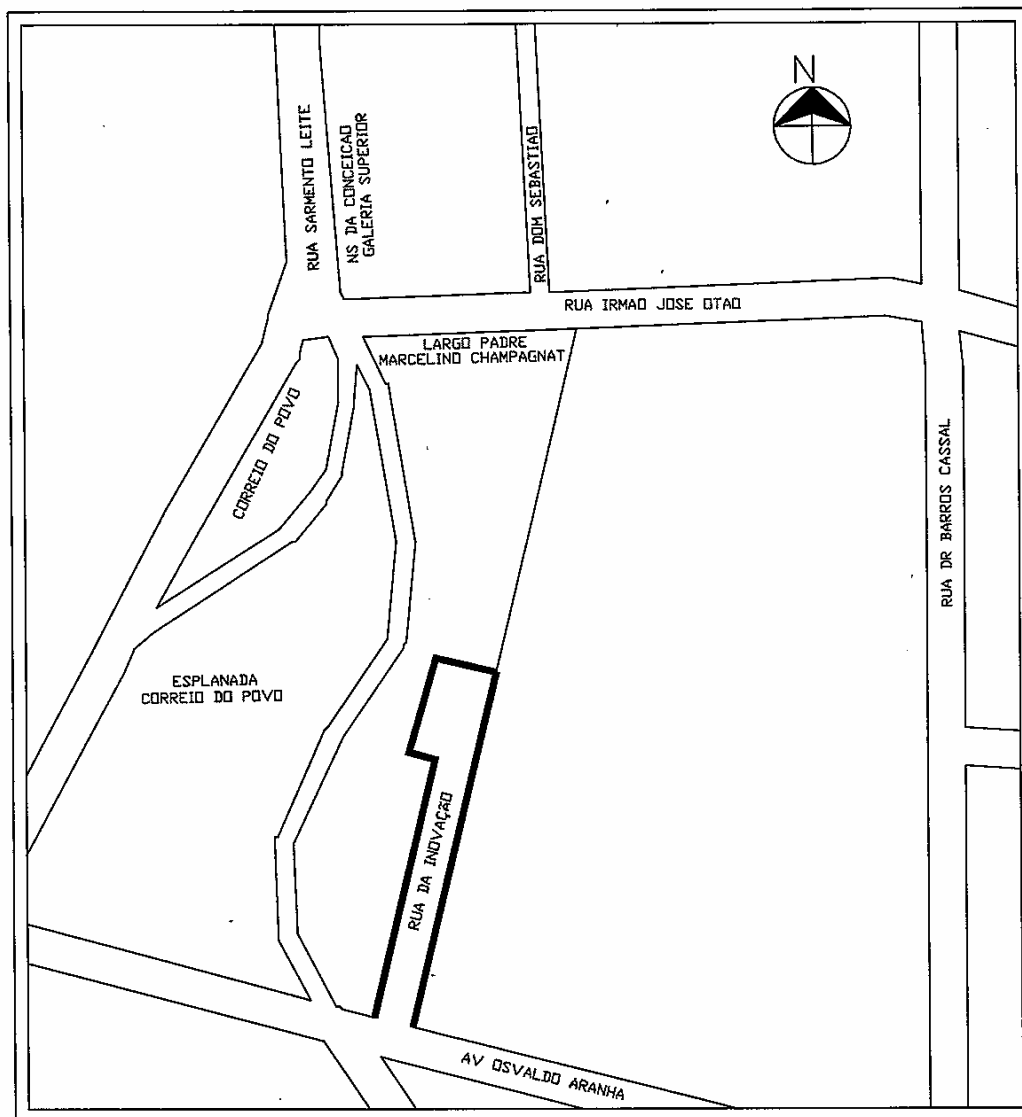 N
RUA SARMENTO LEITE
NS DA CONCEICAO
GALERIA SUPERIOR
RUA DOM SEBASTIAO
RUA IRMAO JOSE OTAO
LARGO PADRE
MARCELINO CHAMPAGNAT
CORREIO DO POVO
RUA DR BARROS CASSAL
ESPLANADA
CORREIO DO POVO
RUA DA INOVAÇÃO
AV OSVALDO ARANHA